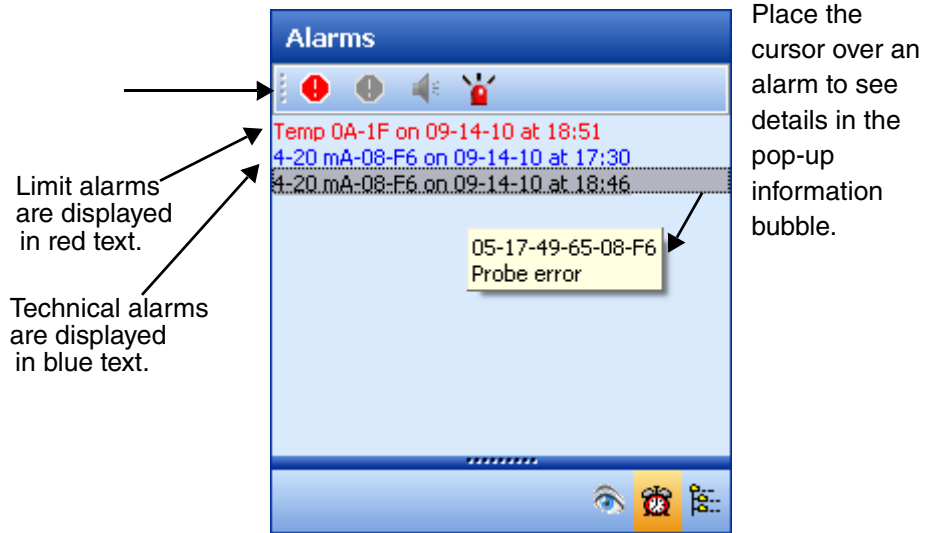 Alarms
Temp 0A-1F on 09-14-10 at 18:51
4-20 mA-08-F6 on 09-14-10 at 17:30
4-20 mA-08-F6 on 09-14-10 at 18:46
05-17-49-65-08-F6
Probe error
Limit alarms
are displayed
in red text.
Technical alarms
are displayed
in blue text.
Place the
cursor over an
alarm to see
details in the
pop-up
information
bubble.